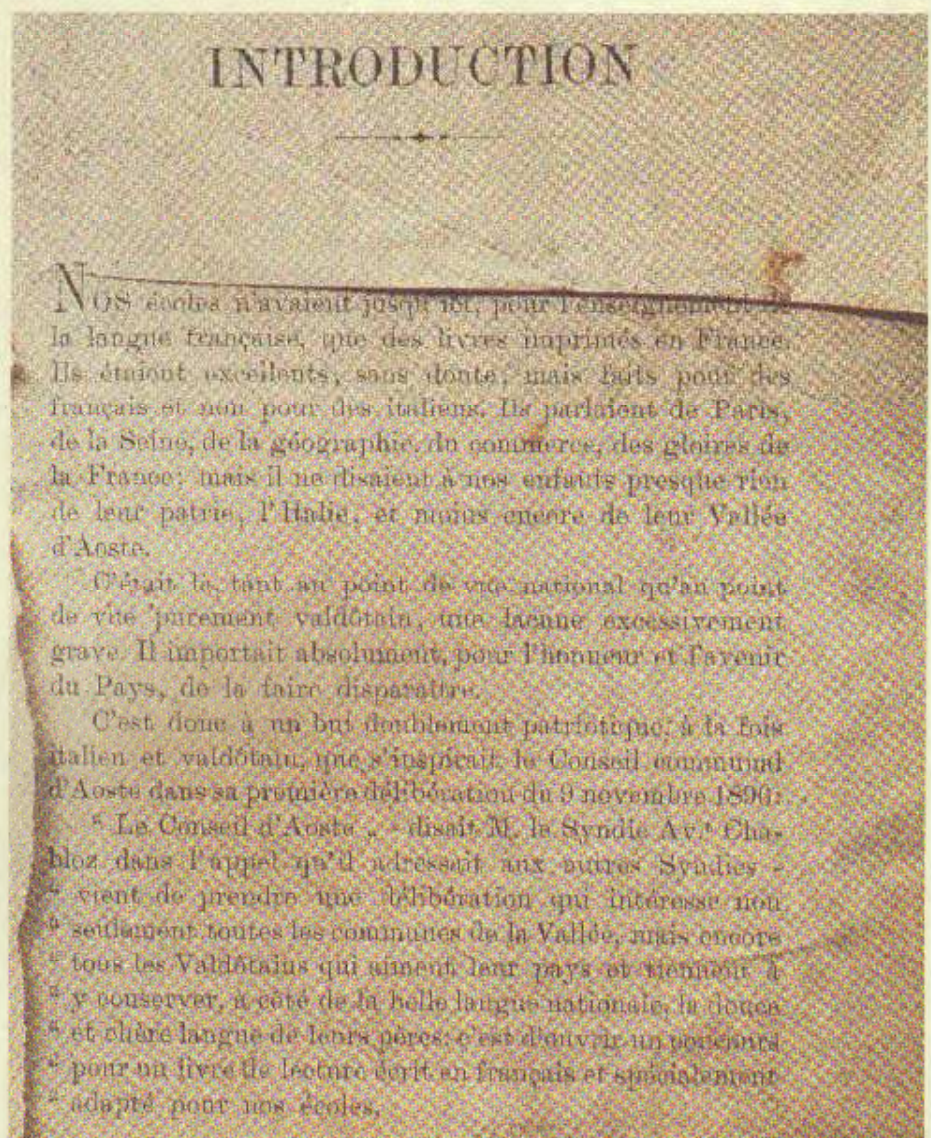 INTRODUCTION
NOS écoles n'avaient jusqu'ici, pour l'enseignement de
la langue française, que des livres imprimés en France.
Ils étaient excellents, sans doute, mais faits pour des
français et non pour des italiens. Ils parlaient de Paris,
de la Seine, de la géographie, du commerce, des gloires de
la France; mais il ne disaient à nos enfants presque rien
de leur patrie, l'Italie, et moins encore de leur Vallée
d'Aoste.
C'était là, tant au point de vue national qu'au point
de vue purement valdôtain, une lacune excessivement
grave. Il importait absolument, pour l'honneur et l'avenir
du Pays, de la faire disparaître.
C'est donc à un but doublement patriotique, à la fois
italien et valdôtain, que s'inspirait le Conseil communal
d'Aoste dans sa première délibération du 9 novembre 1896:
" Le Conseil d'Aoste „ - disait M. le Syndic Av.t Cha-
bloz dans l'appel qu'il adressait aux autres Syndics -
" vient de prendre une délibération qui intéresse non
" seulement toutes les communes de la Vallée, mais encore
" tous les Valdôtains qui aiment leur pays et tiennent à
" y conserver, à côté de la belle langue nationale, la douce
" et chère langue de leurs pères: c'est d'ouvrir un concours
" pour un livre de lecture écrit en français et spécialement
" adapté pour nos écoles.